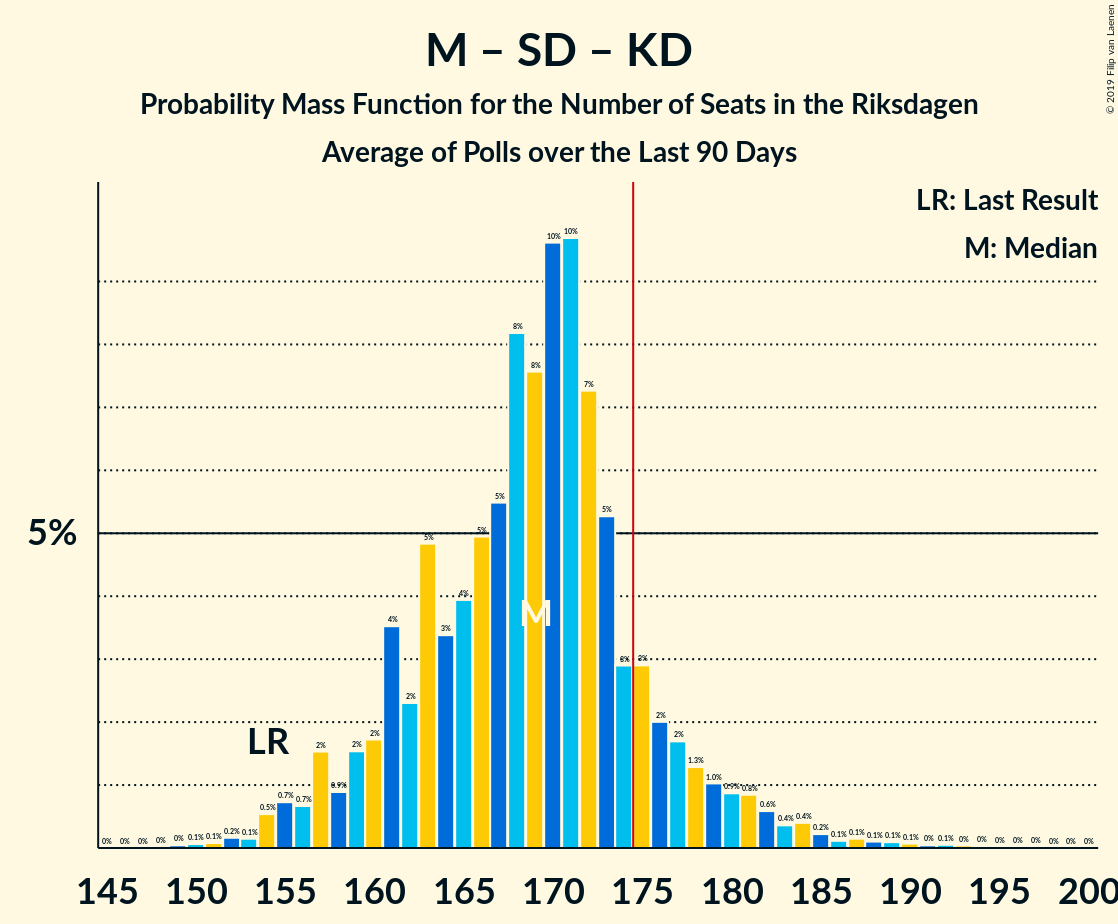 M – SD – KD
Probability Mass Function for the Number of Seats in the Riksdagen
Average of Polls over the Last 90 Days
© 2019 Filip van Laenen
LR: Last Result
M: Median
5%
LR
M
0% 0% 0% 0% 0% 0.1% 0.1% 0.2% 0.1% 0.5% 0.7% 0.7% 2% 0.9% 2% 2% 4% 2% 5% 3% 4% 5% 5% 8% 8% 10% 10% 7% 5% 3% 3% 2% 2% 1.3% 1.0% 0.9% 0.8% 0.6% 0.4% 0.4% 0.2% 0.1% 0.1% 0.1% 0.1% 0.1% 0% 0.1% 0% 0% 0% 0% 0% 0% 0% 0%
145 150 155 160 165 170 175 180 185 190 195 200